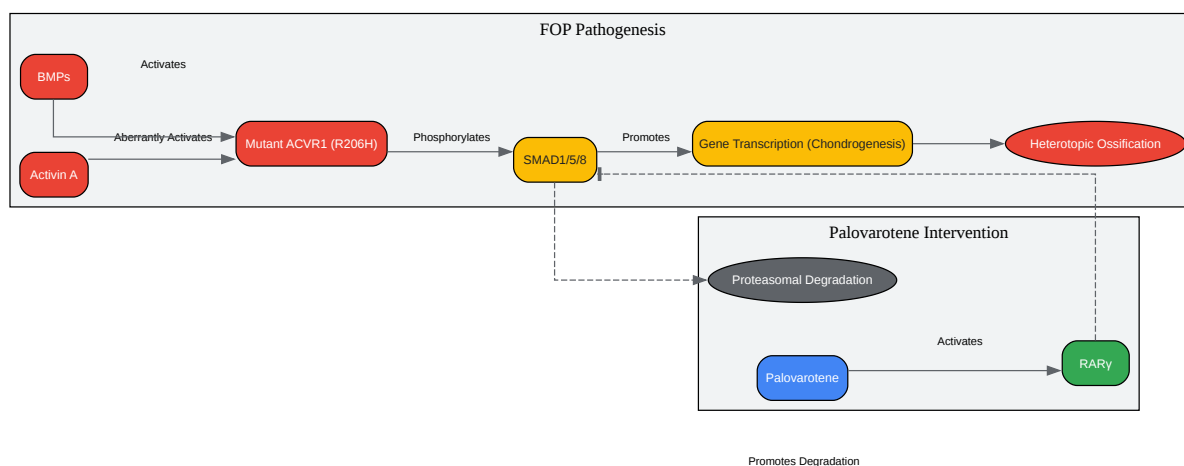 FOP Pathogenesis
BMPs
Activates
Aberrantly Activates
Activin A
Mutant ACVR1 (R206H)
Phosphorylates
SMAD1/5/8
Promotes
Gene Transcription (Chondrogenesis)
Heterotopic Ossification
Palovarotene Intervention
Proteasomal Degradation
Palovarotene
Activates
RARγ
Promotes Degradation